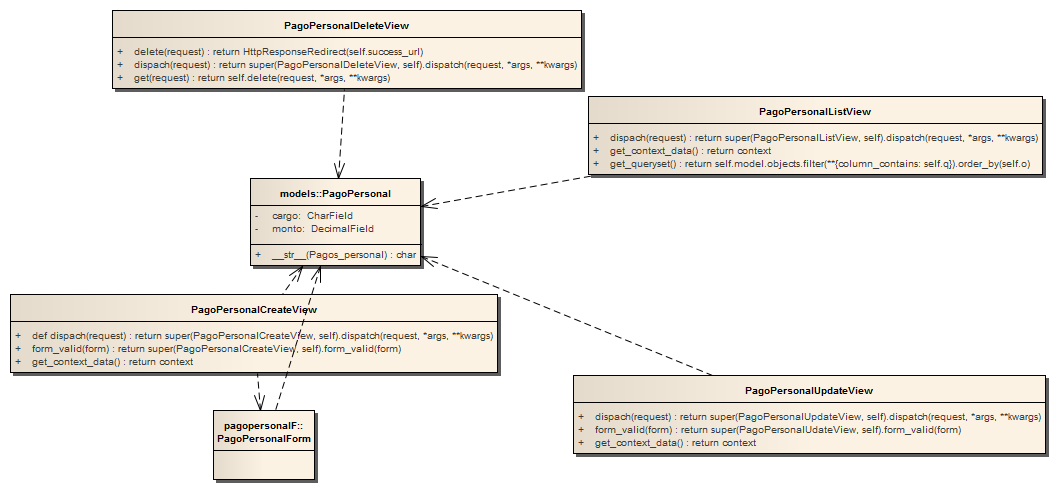 PagoPersonalDeleteView
+ delete(request) : return HttpResponseRedirect(self.success_url)
+ dispach(request) : return super(PagoPersonalDeleteView, self).dispatch(request, *args, **kwargs)
+ get(request) : return self.delete(request, *args, **kwargs)
PagoPersonalListView
+ dispach(request) : return super(PagoPersonalListView, self).dispatch(request, *args, **kwargs)
+ get_context_data() : return context
+ get_queryset() : return self.model.objects.filter(**{column_contains: self.q}).order_by(self.o)
models::PagoPersonal
- cargo: CharField
- monto: DecimalField
+ __str__(Pagos_personal) : char
PagoPersonalCreateView
+ def dispach(request) : return super(PagoPersonalCreateView, self).dispatch(request, *args, **kwargs)
+ form_valid(form) : return super(PagoPersonalCreateView, self).form_valid(form)
+ get_context_data() : return context
pagopersonalF::
PagoPersonalForm
PagoPersonalUpdateView
+ dispach(request) : return super(PagoPersonalUpdateView, self).dispatch(request, *args, **kwargs)
+ form_valid(form) : return super(PagoPersonalUdateView, self).form_valid(form)
+ get_context_data() : return context